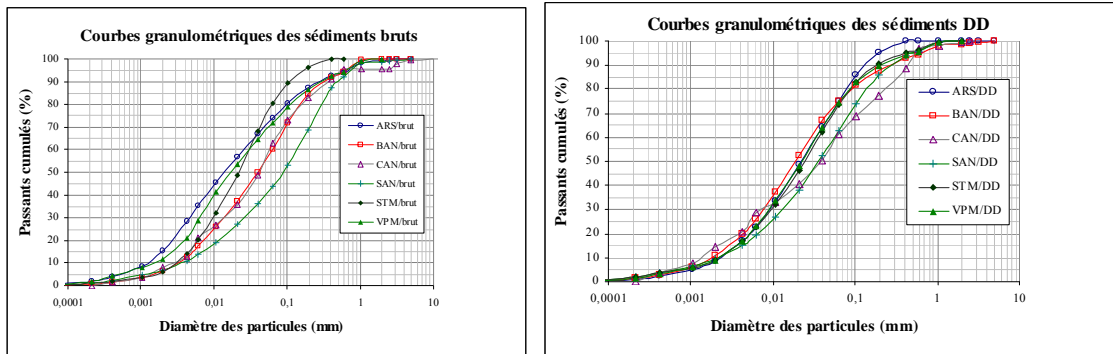 Courbes granulométriques des sédiments bruts
Passants cumulés (%)
100
90
80
70
60
50
40
30
20
10
0
0,0001
0,001
0,01
0,1
1
10
Diamètre des particules (mm)
ARS/brut
BAN/brut
CAN/brut
SAN/brut
STM/brut
VPM/brut
Courbes granulométriques des sédiments DD
Passants cumulés (%)
100
90
80
70
60
50
40
30
20
10
0
0,0001
0,001
0,01
0,1
1
10
Diamètre des particules (mm)
ARS/DD
BAN/DD
CAN/DD
SAN/DD
STM/DD
VPM/DD